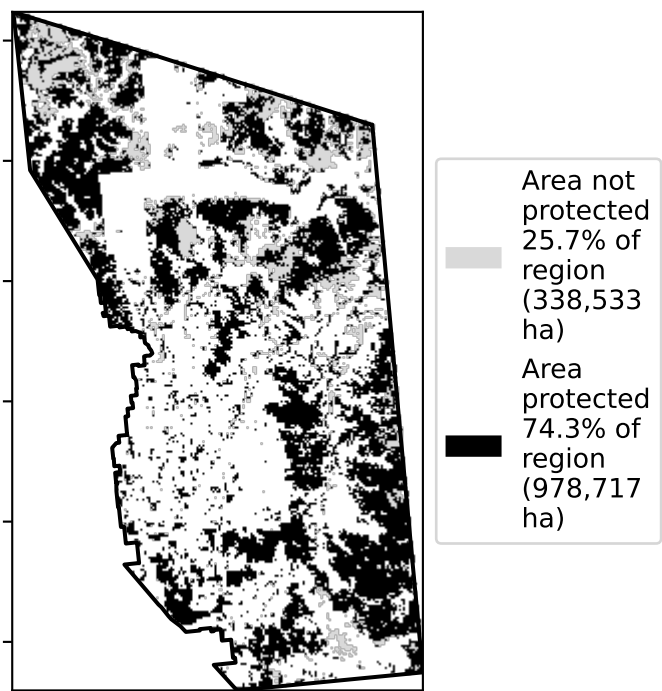 Area not
protected
25.7% of
region
(338,533
ha)
Area
protected
74.3% of
region
(978,717
ha)